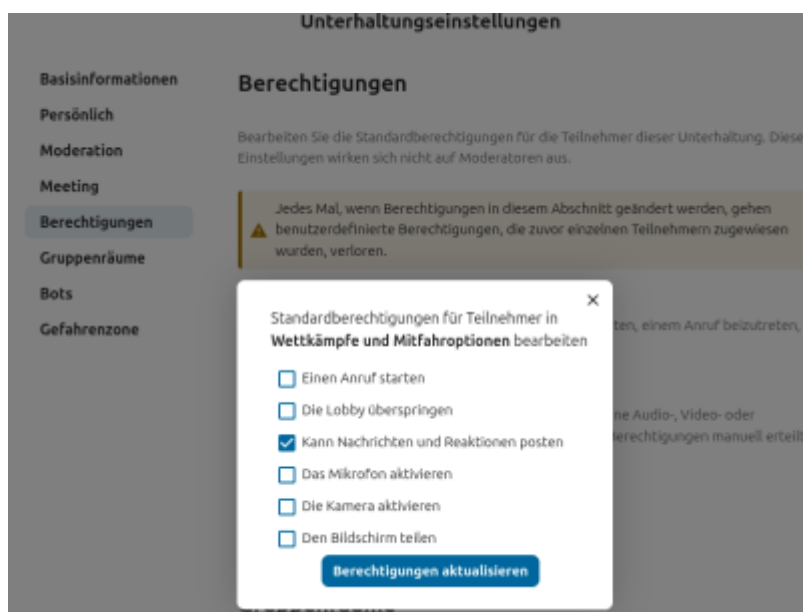 Unterhaltungseinstellungen
Basisinformationen
Persönlich
Moderation
Meeting
Berechtigungen
Gruppenräume
Bots
Gefahrenzone
Berechtigungen
Bearbeiten Sie die Standardberechtigungen für die Teilnehmer dieser Unterhaltung. Diese
Einstellungen wirken sich nicht auf Moderatoren aus.
Jedes Mal, wenn Berechtigungen in diesem Abschnitt geändert werden, gehen
benutzerdefinierte Berechtigungen, die zuvor einzelnen Teilnehmern zugewiesen
wurden, verloren.
einem Anruf beizutreten,
Audio-, Video- oder
manuell
Standardberechtigungen für Teilnehmer in
Wettkämpfe und Mitfahroptionen bearbeiten
Einen Anruf starten
Die Lobby überspringen
Kann Nachrichten und Reaktionen posten
Das Mikrofon aktivieren
Die Kamera aktivieren
Den Bildschirm teilen
Berechtigungen aktualisieren